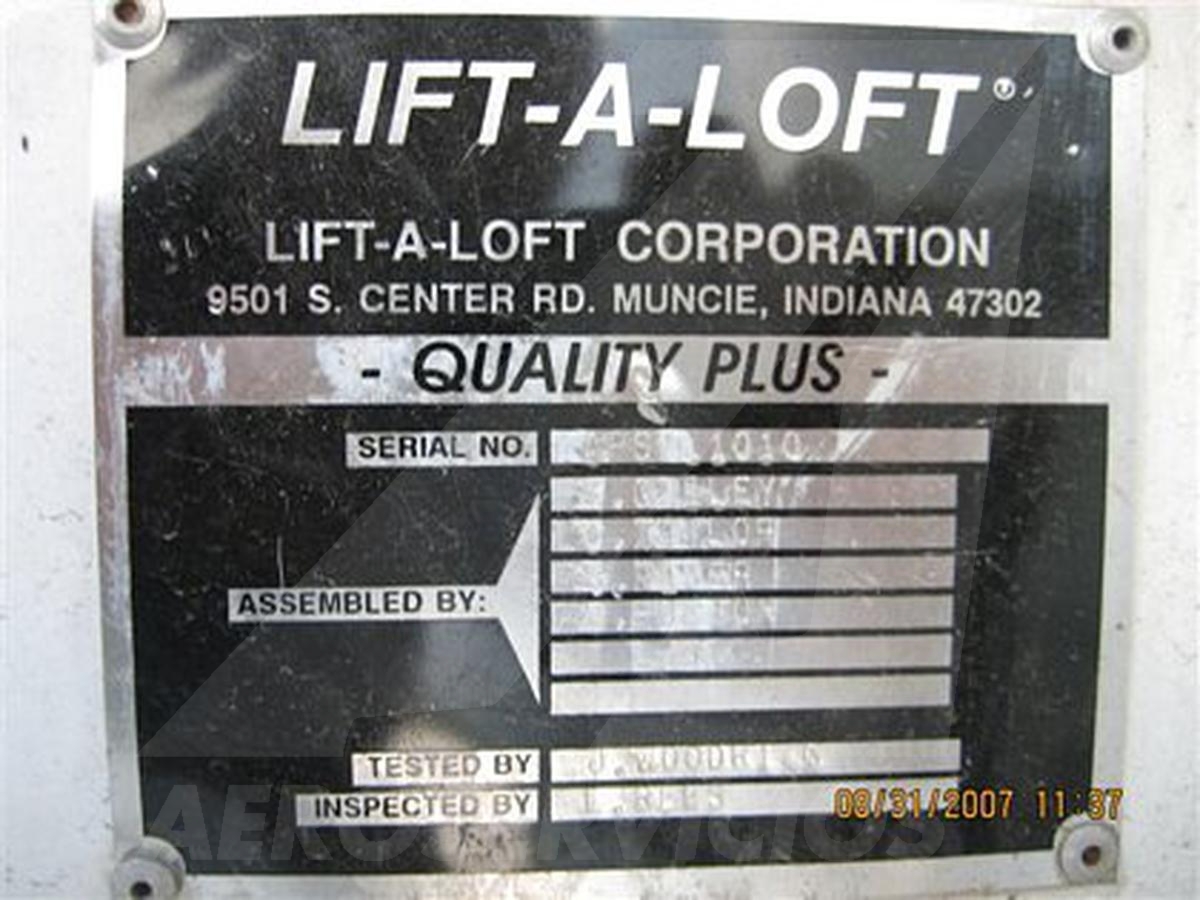 LIFT-A-LOFT®
LIFT-A-LOFT CORPORATION
9501 S. CENTER RD. MUNCIE, INDIANA 47302
- QUALITY PLUS -
SERIAL NO.
ASSEMBLED BY:
TESTED BY
INSPECTED BY
08/31/2007 11:37
AEROSERVICIOS